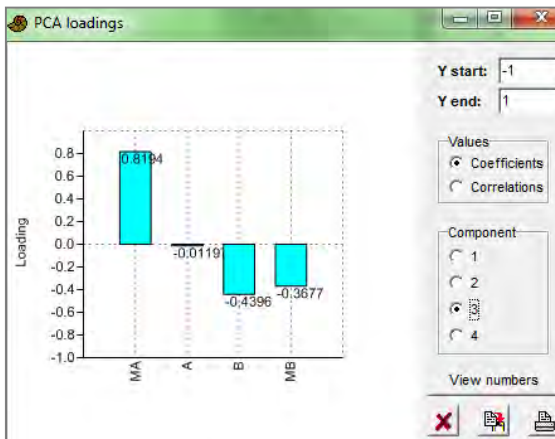 PCA loadings
Y start: -1
Y end: 1
Values
Coefficients
Correlations
Component
1
2
3
4
View numbers
Loading
0.8
0.6
0.4
0.2
0.0
-0.2
-0.4
-0.6
-0.8
-1.0
0.8194
-0.4396
-0.3677
MA
A
B
MB